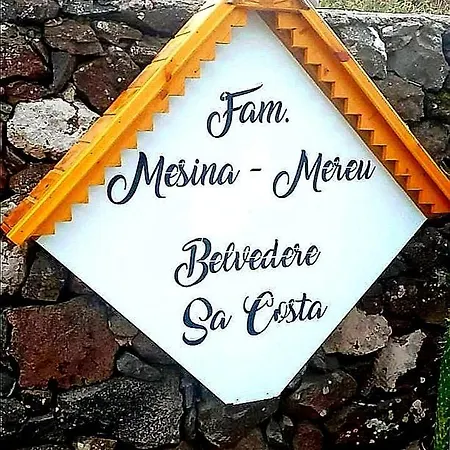 Fam.
Mesina - Mereu
Belvedere
Sa Costa